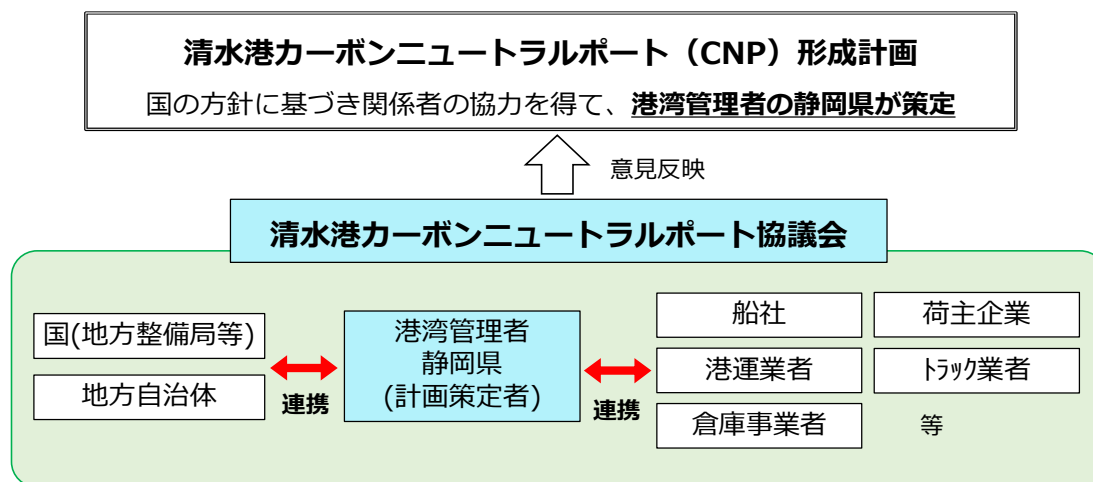 清水港カーボンニュートラルポート（CNP）形成計画
国の方針に基づき関係者の協力を得て、港湾管理者の静岡県が策定
意見反映
清水港カーボンニュートラルポート協議会
国(地方整備局等)
地方自治体
連携
港湾管理者
静岡県
(計画策定者)
連携
船社
荷主企業
港運業者
ﾄﾗｯｸ業者
倉庫事業者
等